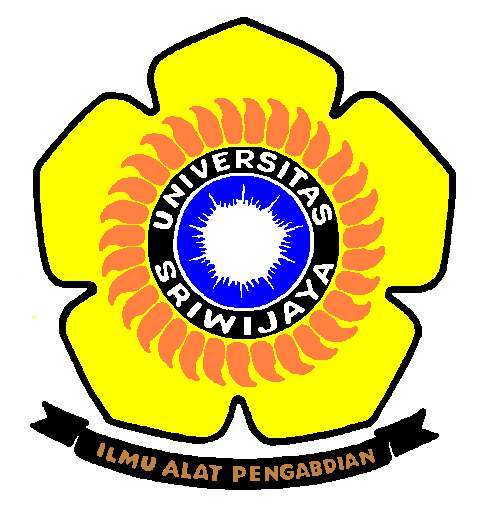 UNIVERSITAS
SRIWIJAYA
ILMU ALAT PENGABDIAN